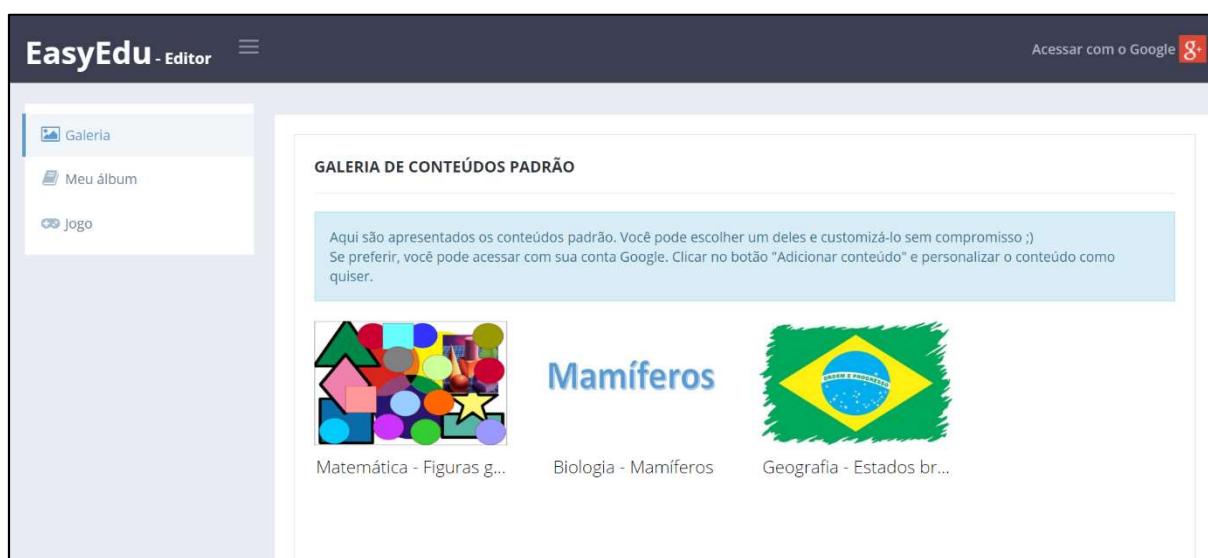 EasyEdu - Editor
Acessar com o Google g+
Galeria
Meu álbum
Jogo
GALERIA DE CONTEÚDOS PADRÃO
Aqui são apresentados os conteúdos padrão. Você pode escolher um deles e customizá-lo sem compromisso ;)
Se preferir, você pode acessar com sua conta Google. Clicar no botão "Adicionar conteúdo" e personalizar o conteúdo como
quiser.
Mamíferos
ORDEM E PROGRESSO
Matemática - Figuras g...
Biologia - Mamíferos
Geografia - Estados br...